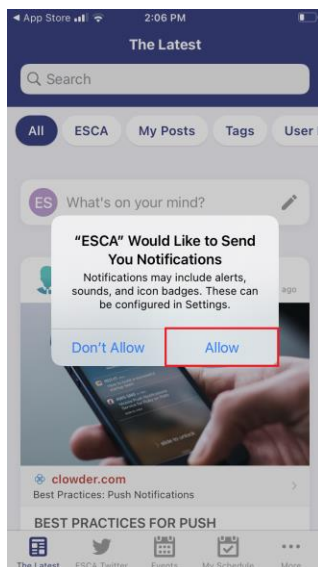 App Store 2:06 PM
The Latest
Search
All ESCA My Posts Tags User
ES What's on your mind?
"ESCA" Would Like to Send
You Notifications
Notifications may include alerts,
sounds, and icon badges. These can
be configured in Settings.
ago
Don't Allow Allow
slide to unlock
clowder.com
Best Practices: Push Notifications
BEST PRACTICES FOR PUSH
The Latest ESCA Twitter Events My Schedule More